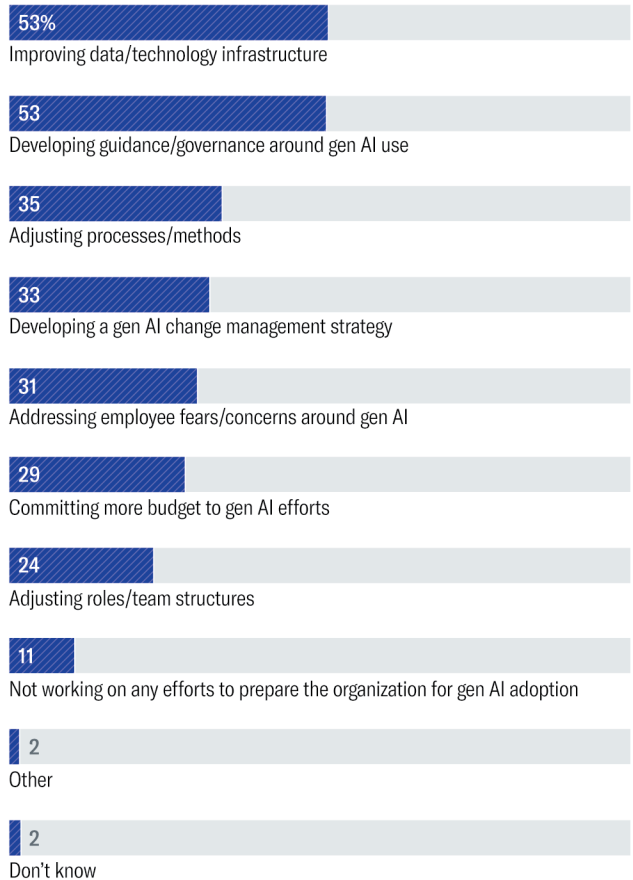 53%
Improving data/technology infrastructure
53
Developing guidance/governance around gen AI use
35
Adjusting processes/methods
33
Developing a gen AI change management strategy
31
Addressing employee fears/concerns around gen AI
29
Committing more budget to gen AI efforts
24
Adjusting roles/team structures
11
Not working on any efforts to prepare the organization for gen AI adoption
2
Other
2
Don’t know